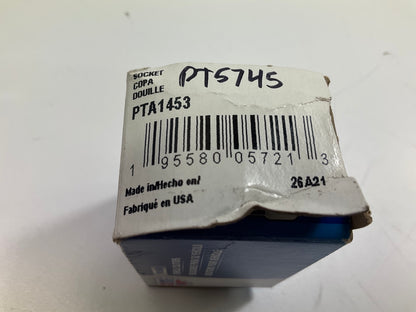 SOCKET
COPA
DOUILLE
PT5745
PTA1453
1 95580 05721 3
Made in/Hecho en/
Fabriqué en USA
26A21